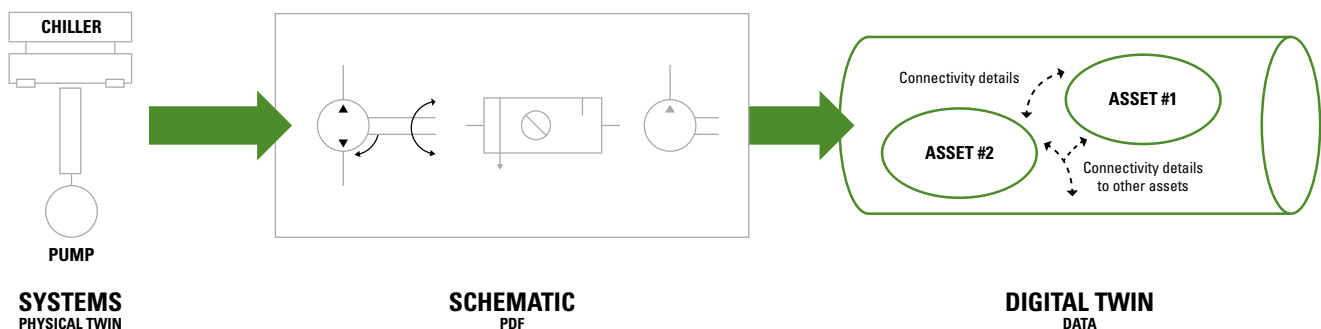 CHILLER
PUMP
SYSTEMS
PHYSICAL TWIN
SCHEMATIC
PDF
Connectivity details
ASSET #1
ASSET #2
Connectivity details
to other assets
DIGITAL TWIN
DATA